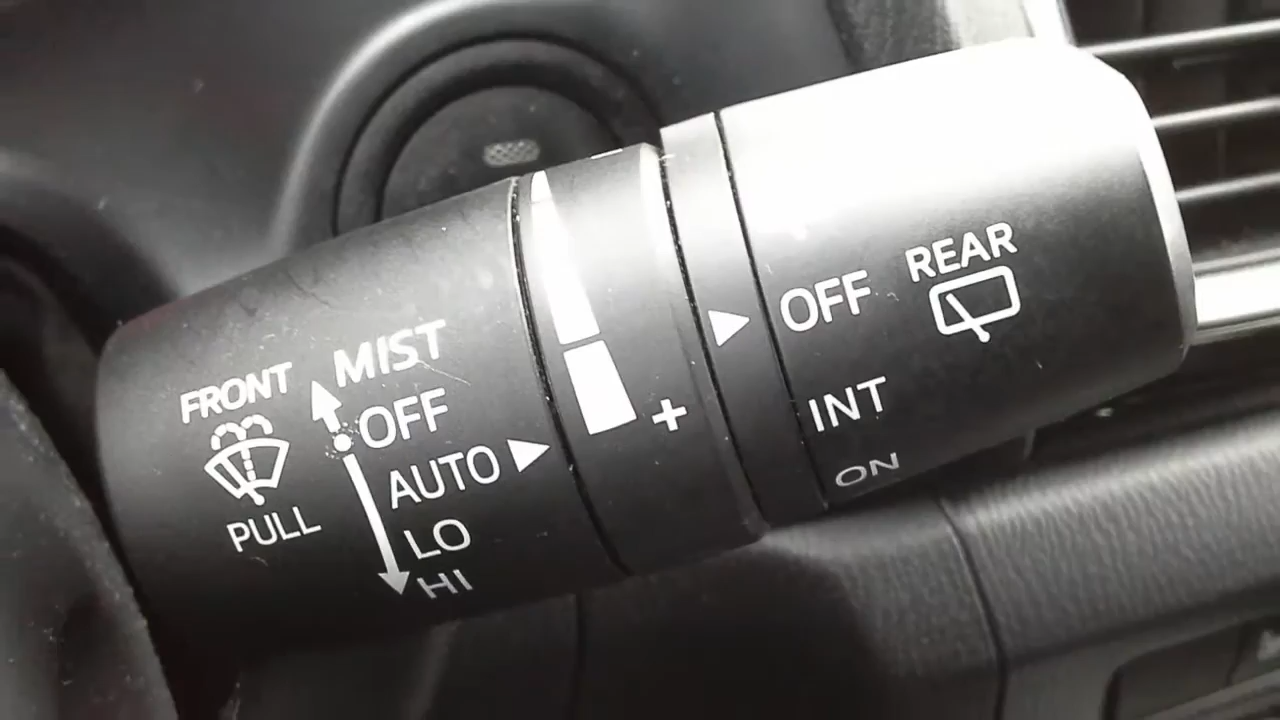 FRONT
PULL
MIST
OFF
AUTO
LO
HI
+
OFF
INT
ON
REAR